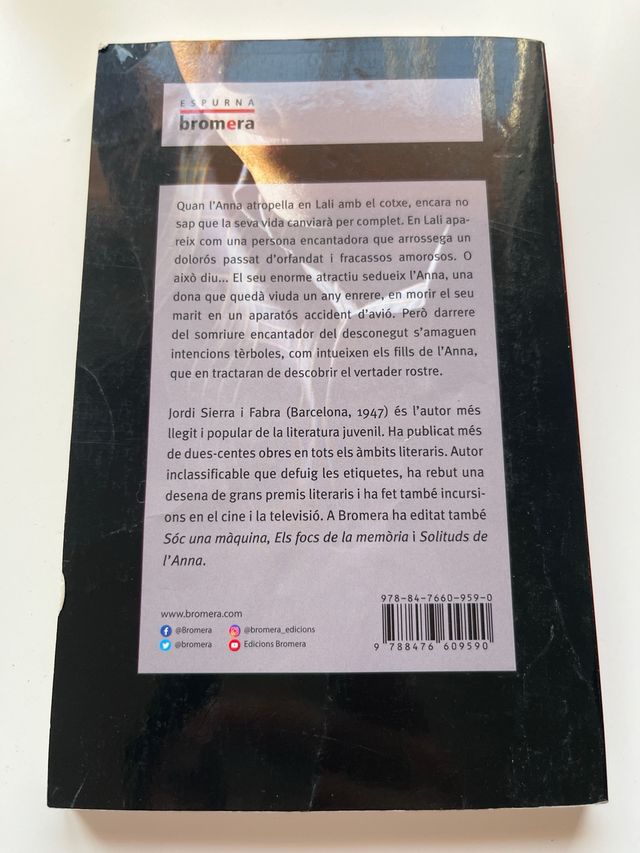 ESPURNA
bromera
Quan l'Anna atropella en Lali amb el cotxe, encara no
sap que la seva vida canviarà per complet. En Lali apa-
reix com una persona encantadora que arrossega un
dolorós passat d'orfandat i fracassos amorosos. O
això diu... El seu enorme atractiu sedueix l'Anna, una
dona que quedà viuda un any enrere, en morir el seu
marit en un aparatós accident d'avió. Però darrere
del somriure encantador del desconegut s'amaguen
intencions tèrboles, com intueixen els fills de l'Anna,
que en tractaran de descobrir el vertader rostre.
Jordi Sierra i Fabra (Barcelona, 1947) és l'autor més
llegit i popular de la literatura juvenil. Ha publicat més
de dues-centes obres en tots els àmbits literaris. Autor
inclassificable que defuig les etiquetes, ha rebut una
desena de grans premis literaris i ha fet també incursi-
ons en el cine i la televisió. A Bromera ha editat també
Sóc una màquina, Els focs de la memòria i Solituds de
l'Anna.
www.bromera.com
@Bromera @bromera_edicions
@bromera Edicions Bromera
978-84-7660-959-0
9 788476 609590